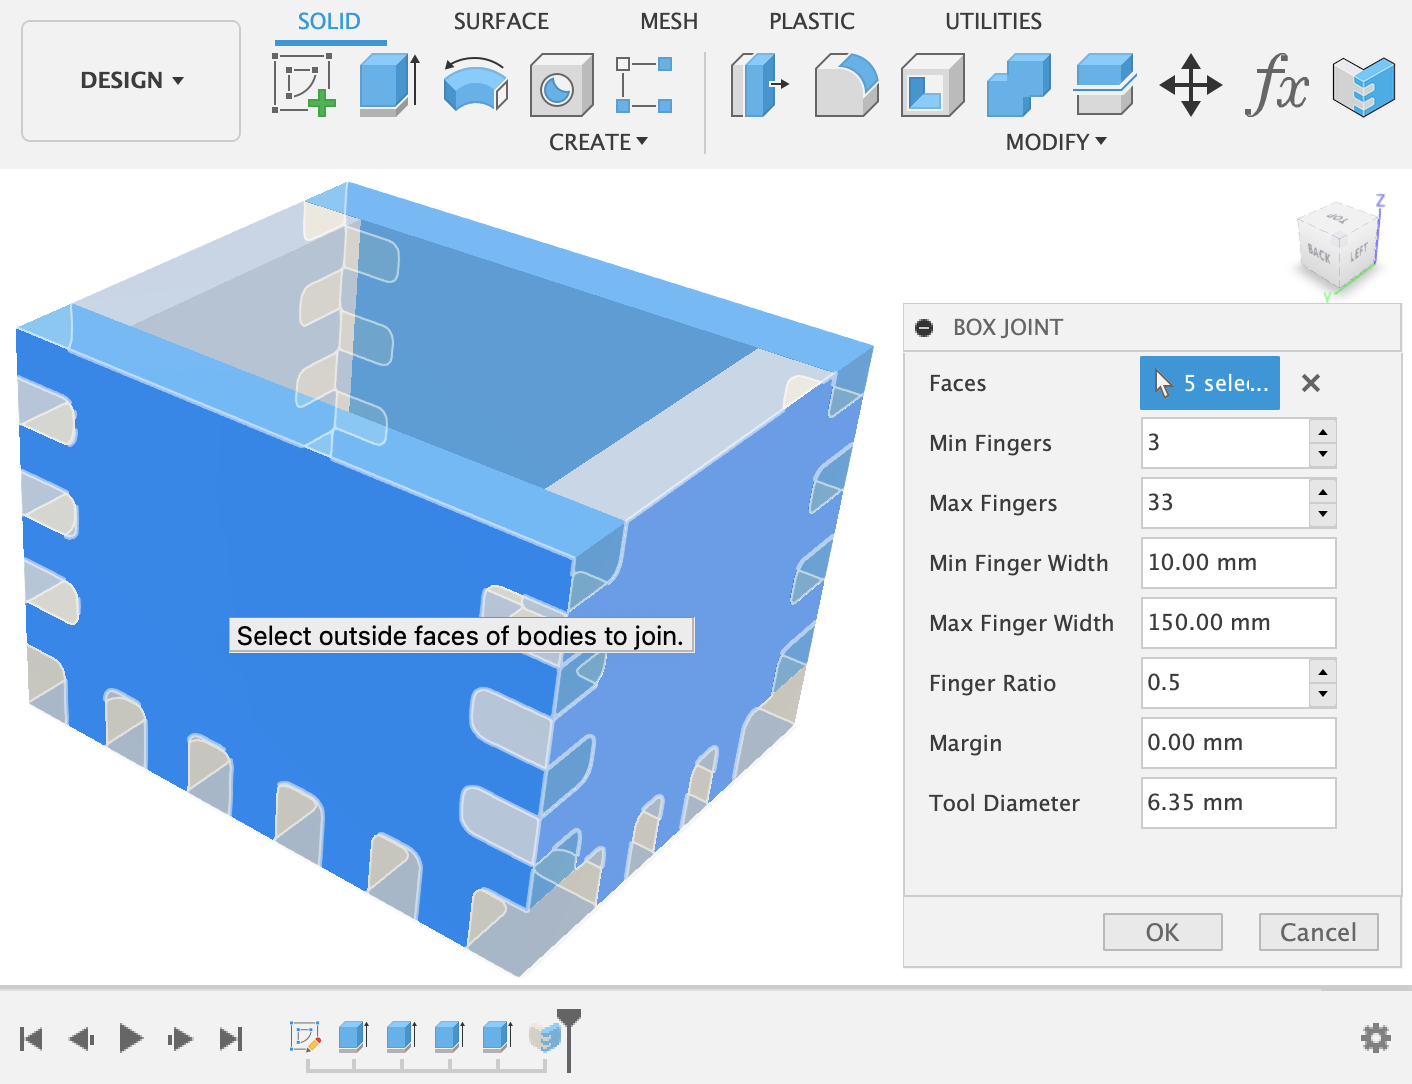 SOLID
SURFACE
MESH
PLASTIC
UTILITIES
DESIGN
fx
CREATE
MODIFY
Z
TOP
BACK
LEFT
Y
BOX JOINT
Faces
5 selec...
Min Fingers
3
Max Fingers
33
Min Finger Width
10.00 mm
Max Finger Width
150.00 mm
Select outside faces of bodies to join.
Finger Ratio
0.5
Margin
0.00 mm
Tool Diameter
6.35 mm
OK
Cancel